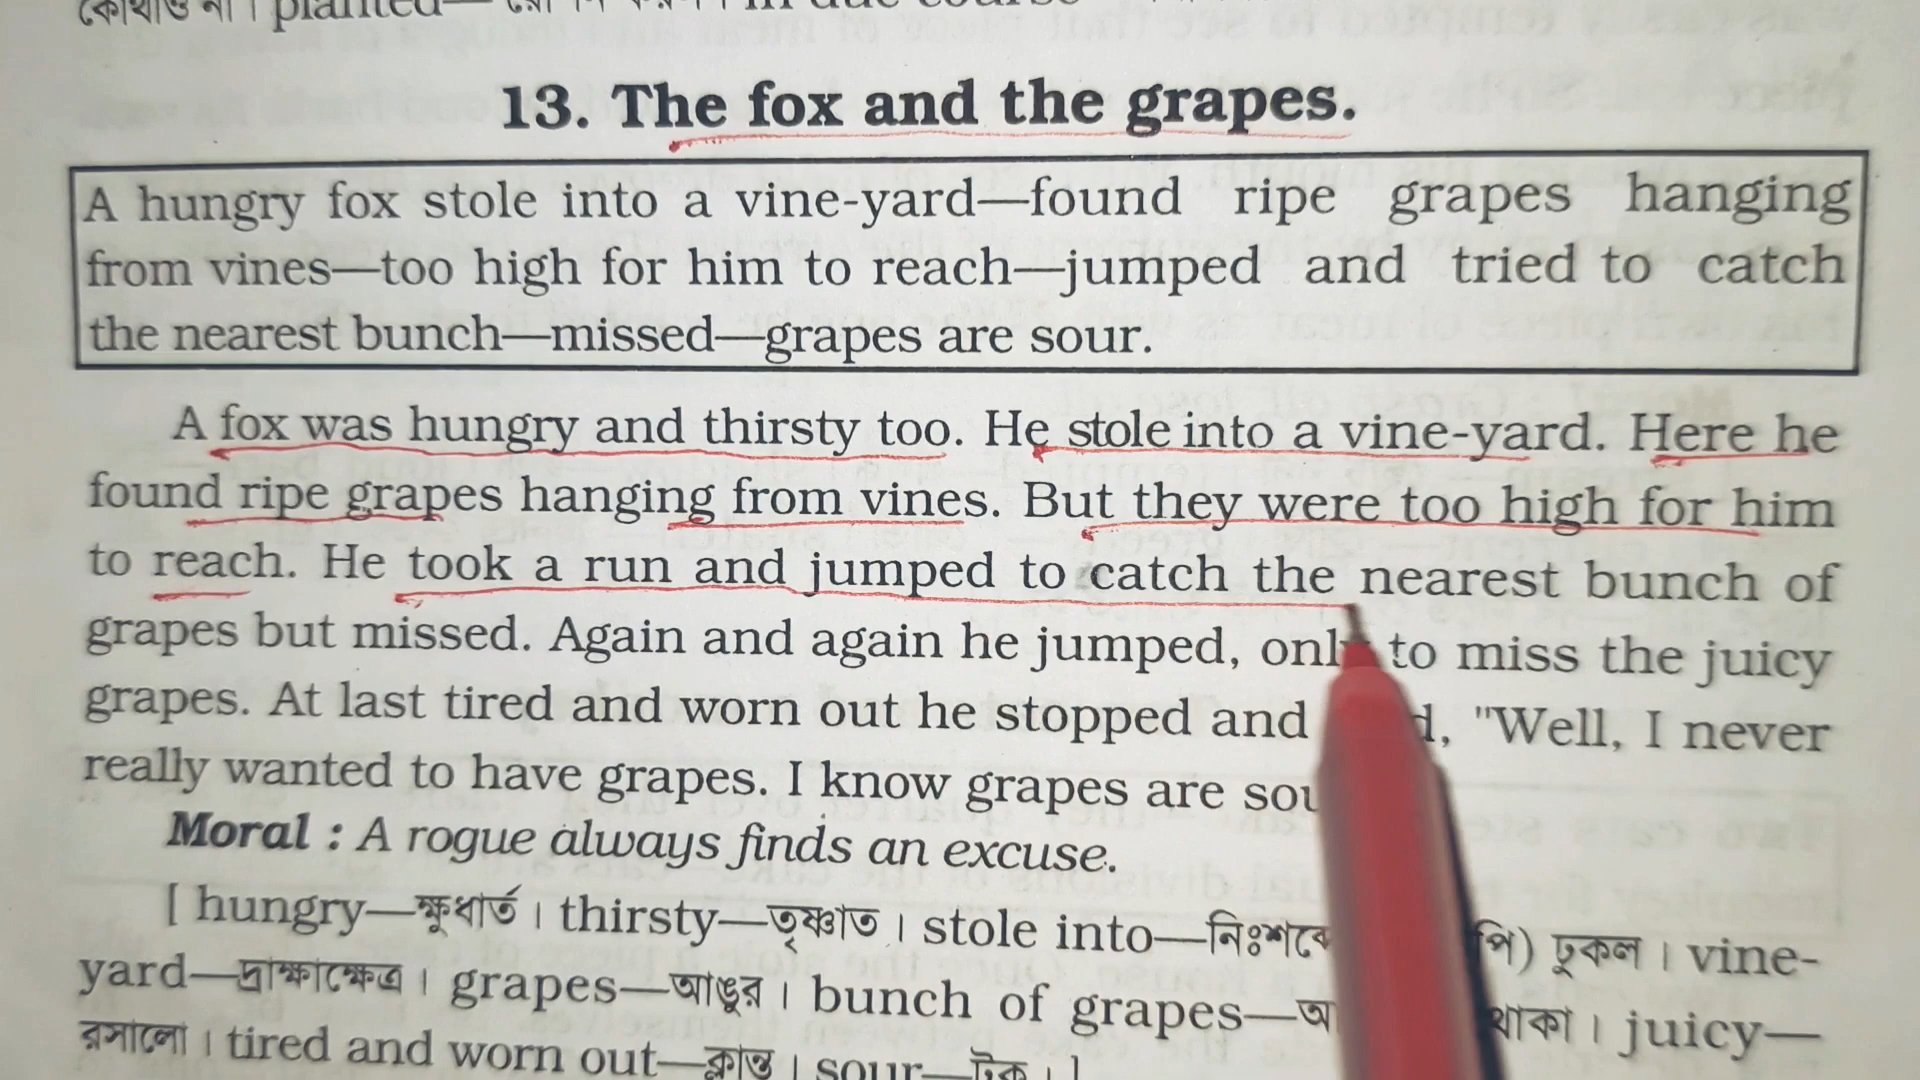 কোথাও না। planted—
13. The fox and the grapes.
A hungry fox stole into a vine-yard—found ripe grapes hanging
from vines—too high for him to reach—jumped and tried to catch
the nearest bunch—missed—grapes are sour.
A fox was hungry and thirsty too. He stole into a vine-yard. Here he
found ripe grapes hanging from vines. But they were too high for him
to reach. He took a run and jumped to catch the nearest bunch of
grapes but missed. Again and again he jumped, only to miss the juicy
grapes. At last tired and worn out he stopped and "Well, I never
really wanted to have grapes. I know grapes are
Moral : A rogue always finds an excuse.
[ hungry—ক্ষুধার্ত । thirsty—তৃষ্ণাত । stole into— ঢুকল । vine-
yard—দ্রাক্ষাক্ষেত্র । grapes—আঙুর । bunch of grapes— থাকা । juicy—
রসালো । tired and worn out—ক্লান্ত । sour—টক । ]